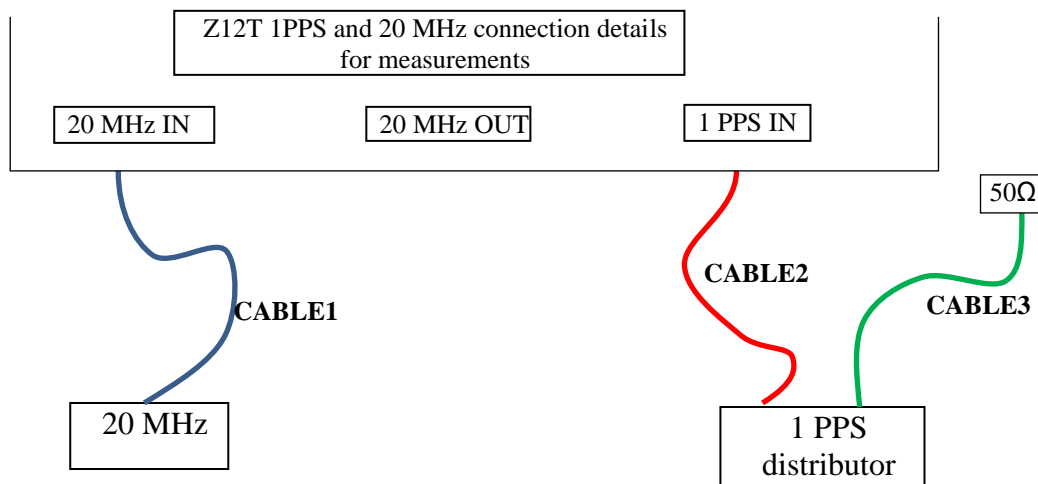 Z12T 1PPS and 20 MHz connection details
for measurements
20 MHz IN
20 MHz OUT
1 PPS IN
50Ω
CABLE2
CABLE1
CABLE3
20 MHz
1 PPS
distributor